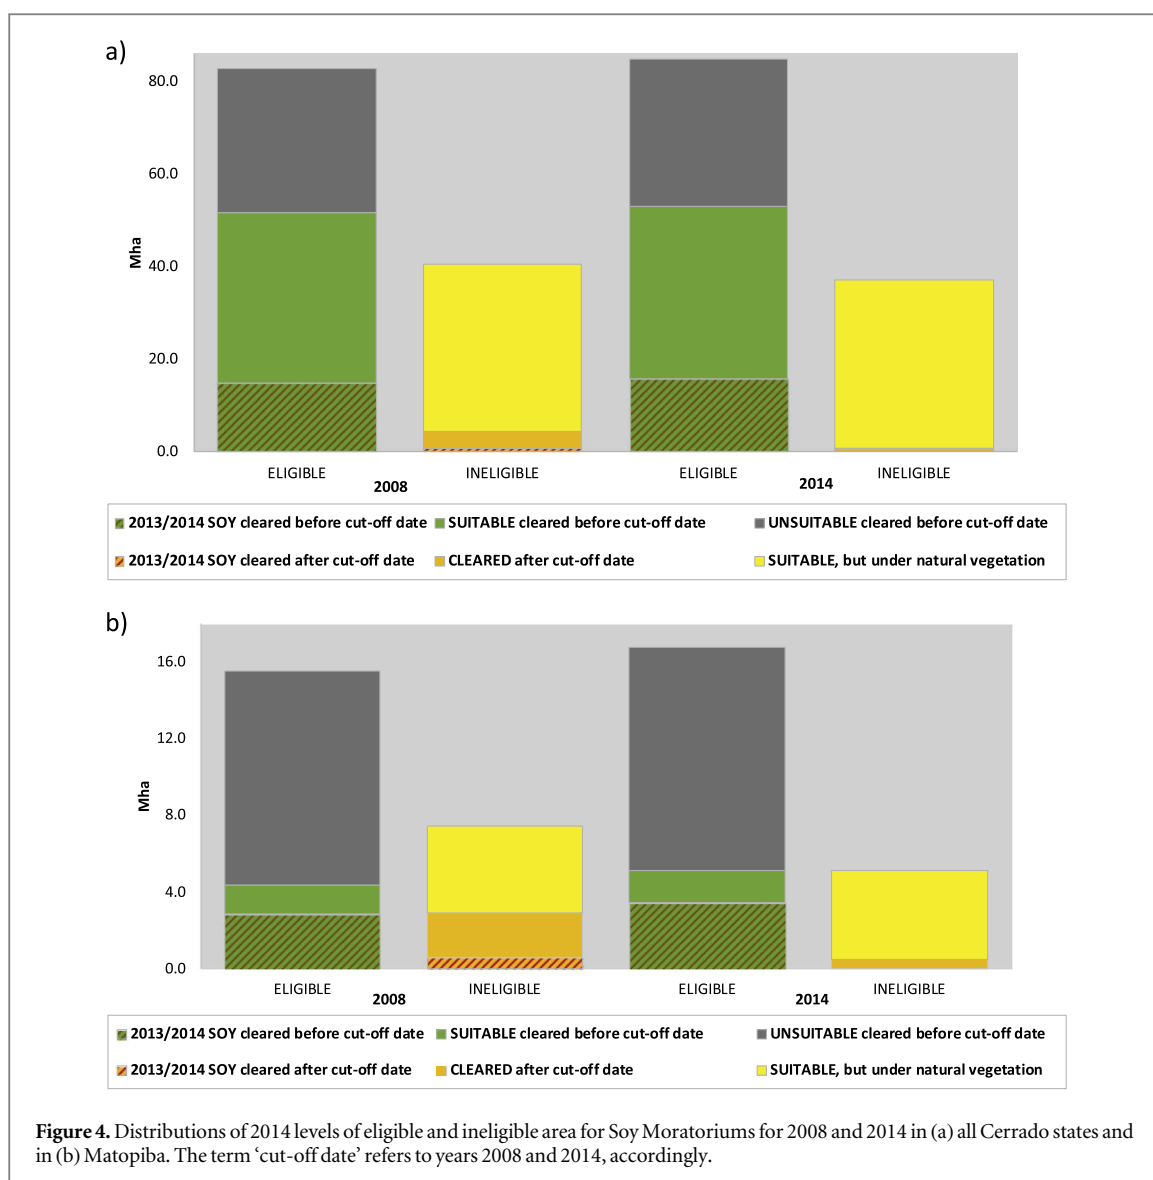 a)
80.0
60.0
40.0
20.0
0.0
Mha
ELIGIBLE INELIGIBLE ELIGIBLE INELIGIBLE
2008 2014
2013/2014 SOY cleared before cut-off date SUITABLE cleared before cut-off date UNSUITABLE cleared before cut-off date
2013/2014 SOY cleared after cut-off date CLEARED after cut-off date SUITABLE, but under natural vegetation
b)
16.0
12.0
8.0
4.0
0.0
Mha
ELIGIBLE INELIGIBLE ELIGIBLE INELIGIBLE
2008 2014
2013/2014 SOY cleared before cut-off date SUITABLE cleared before cut-off date UNSUITABLE cleared before cut-off date
2013/2014 SOY cleared after cut-off date CLEARED after cut-off date SUITABLE, but under natural vegetation
Figure 4. Distributions of 2014 levels of eligible and ineligible area for Soy Moratoriums for 2008 and 2014 in (a) all Cerrado states and
in (b) Matopiba. The term ‘cut-off date’ refers to years 2008 and 2014, accordingly.